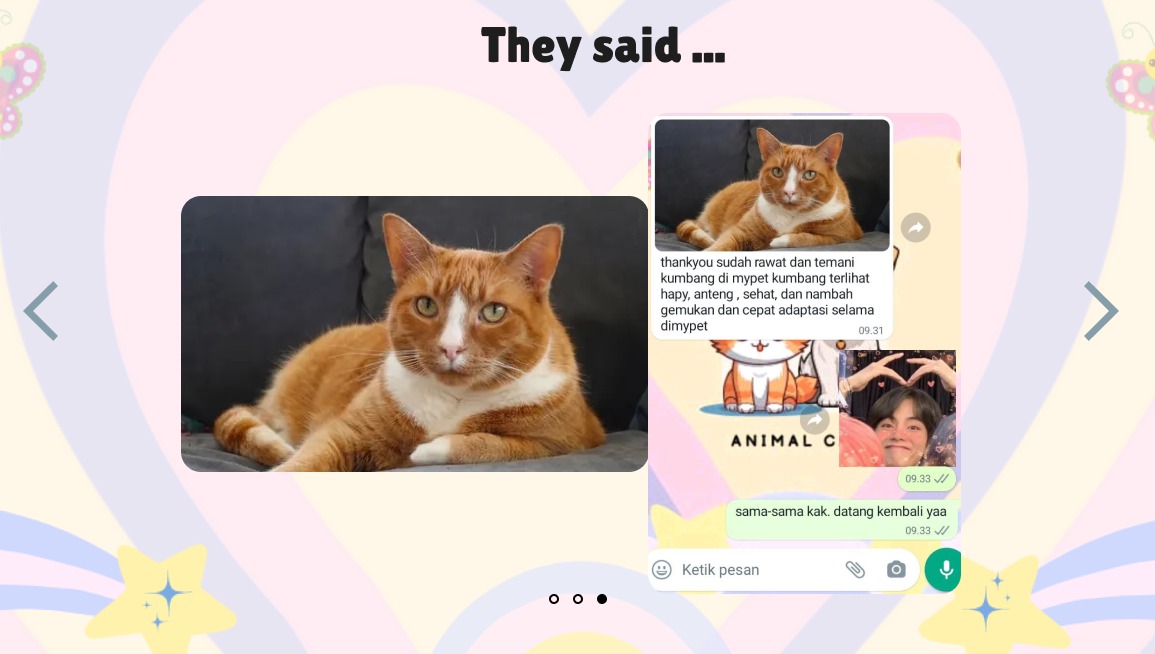 They said ...
thankyou sudah rawat dan temani
kumbang di mypet kumbang terlihat
hapy, anteng , sehat, dan nambah
gemukan dan cepat adaptasi selama
dimypet
09.31
ANIMAL C
09.33
sama-sama kak. datang kembali yaa
09.33
Ketik pesan